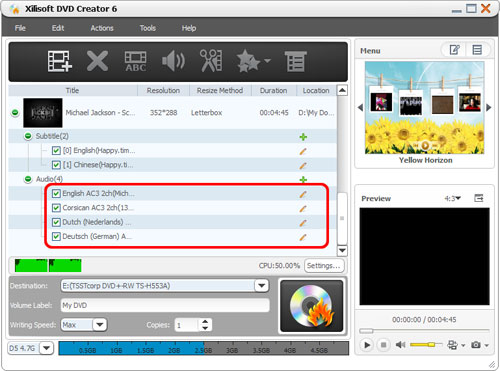 Xilisoft DVD Creator 6
File Edit Actions Tools Help
ABC
Title Resolution Resize Method Duration Location
Michael Jackson - Sc... 352*288 Letterbox 00:04:45 D:\My Do...
Subtitle(2)
[0] English(Happy.tim...
[1] Chinese(Happy.ti...
Audio(4)
English AC3 2ch(Mich...
Corsican AC3 2ch(13...
Dutch (Nederlands) ...
Deutsch (German) A...
CPU:50.00% Settings...
Destination: E:(TSSTcorp DVD+-RW TS-H553A)
Volume Label: My DVD
Writing Speed: Max Copies: 1
D5 4.7G 0.5GB 1GB 1.5GB 2GB 2.5GB 3GB 3.5GB 4GB 4.5GB
Menu
Yellow Horizon
Preview 4:3
00:00:00 / 00:04:45